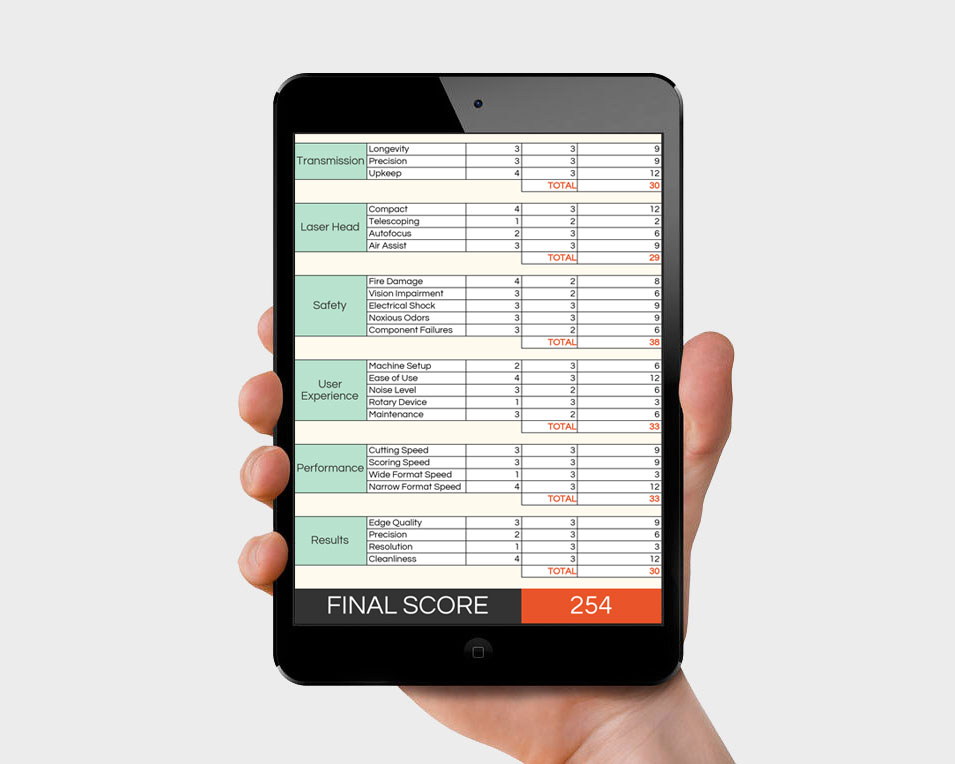 Transmission
Longevity 3 3 9
Precision 3 3 9
Upkeep 4 3 12
TOTAL 30
Laser Head
Compact 4 3 12
Telescoping 1 2 2
Autofocus 2 3 6
Air Assist 3 3 9
TOTAL 29
Safety
Fire Damage 4 2 8
Vision Impairment 3 2 6
Electrical Shock 3 3 9
Noxious Odors 3 3 9
Component Failures 3 2 6
TOTAL 38
User
Experience
Machine Setup 2 3 6
Ease of Use 4 3 12
Noise Level 3 2 6
Rotary Device 1 3 3
Maintenance 3 2 6
TOTAL 33
Performance
Cutting Speed 3 3 9
Scoring Speed 3 3 9
Wide Format Speed 1 3 3
Narrow Format Speed 4 3 12
TOTAL 33
Results
Edge Quality 3 3 9
Precision 2 3 6
Resolution 1 3 3
Cleanliness 4 3 12
TOTAL 30
FINAL SCORE 254